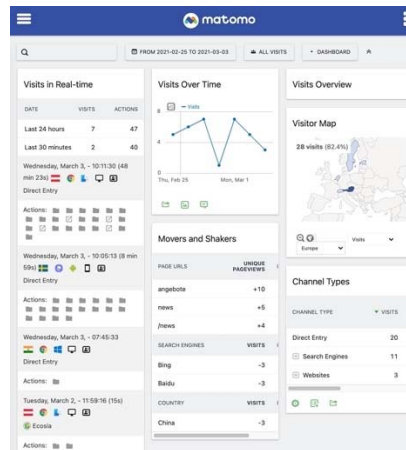 matomo
FROM 2021-02-25 TO 2021-03-03
ALL VISITS
DASHBOARD
Visits in Real-time
DATE VISITS ACTIONS
Last 24 hours 7 47
Last 30 minutes 2 40
Wednesday, March 3, - 10:11:30 (48
min 23s)
Direct Entry
Actions:
Wednesday, March 3, - 10:05:13 (8 min
59s)
Direct Entry
Actions:
Wednesday, March 3, - 07:45:33
Direct Entry
Actions:
Tuesday, March 2, - 11:59:16 (15s)
Ecosia
Actions:
Visits Over Time
Visits
8
4
0
Thu, Feb 25 Mon, Mar 1
Movers and Shakers
PAGE URLS UNIQUE
PAGEVIEWS
angebote +10
news +5
/news +4
SEARCH ENGINES VISITS
Bing -3
Baidu -3
COUNTRY VISITS
China -3
Visits Overview
Visitor Map
28 visits (82.4%)
Visits
Europe
Channel Types
CHANNEL TYPE VISITS
Direct Entry 20
Search Engines 11
Websites 3